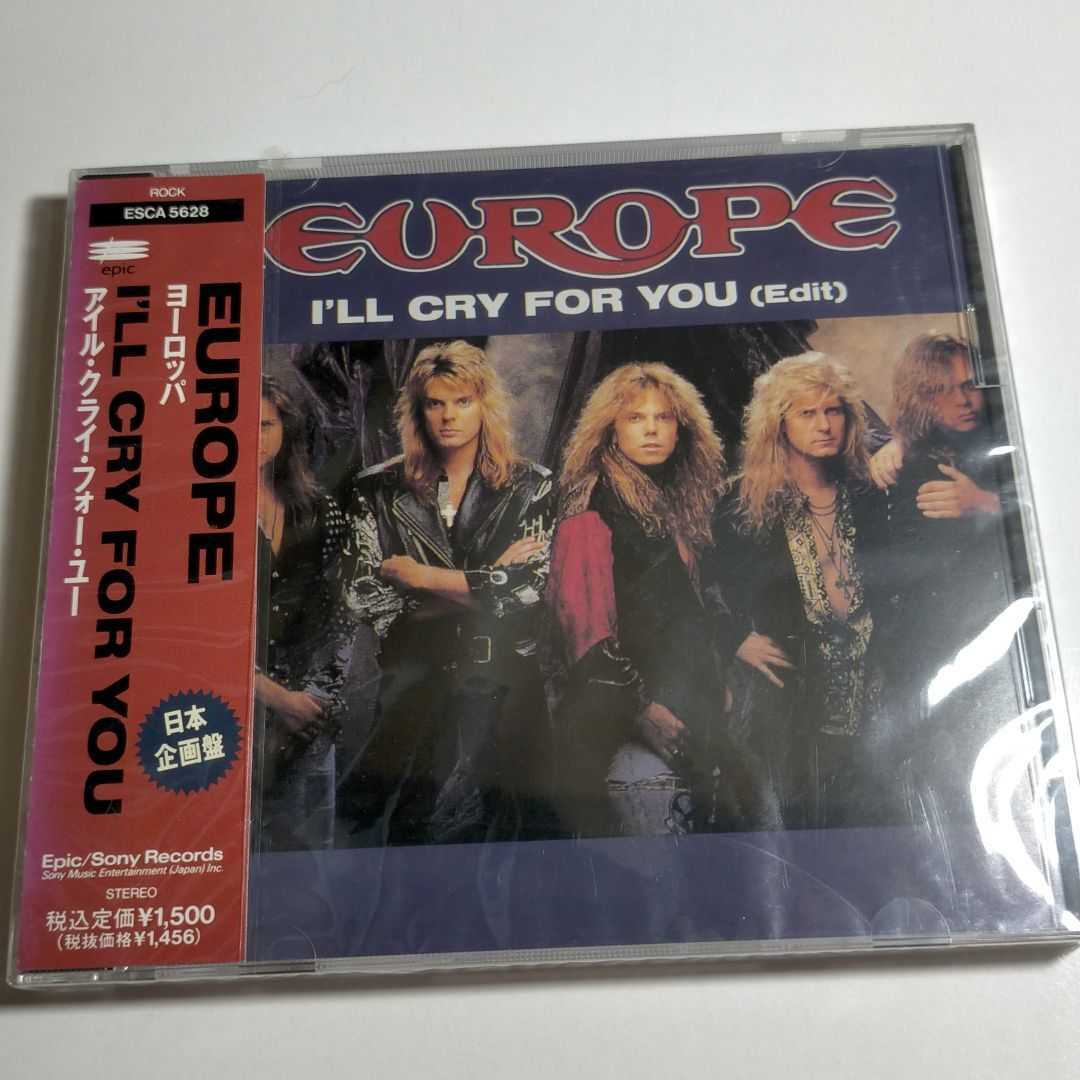 ROCK
ESCA 5628
epic
EUROPE
ヨーロッパ
I'LL CRY FOR YOU
アイル・クライ・フォー・ユー
日本
企画盤
Epic/Sony Records
Sony Music Entertainment (Japan) Inc.
STEREO
税込定価¥1,500
(税抜価格¥1,456)
EUROPE
I'LL CRY FOR YOU (Edit)